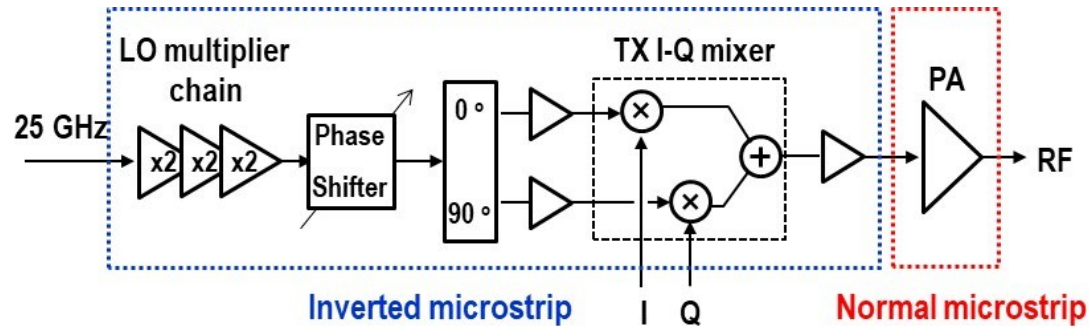 LO multiplier
chain
TX I-Q mixer
PA
25 GHz
x2 x2 x2
Phase
Shifter
0 °
90 °
RF
Inverted microstrip
I Q
Normal microstrip